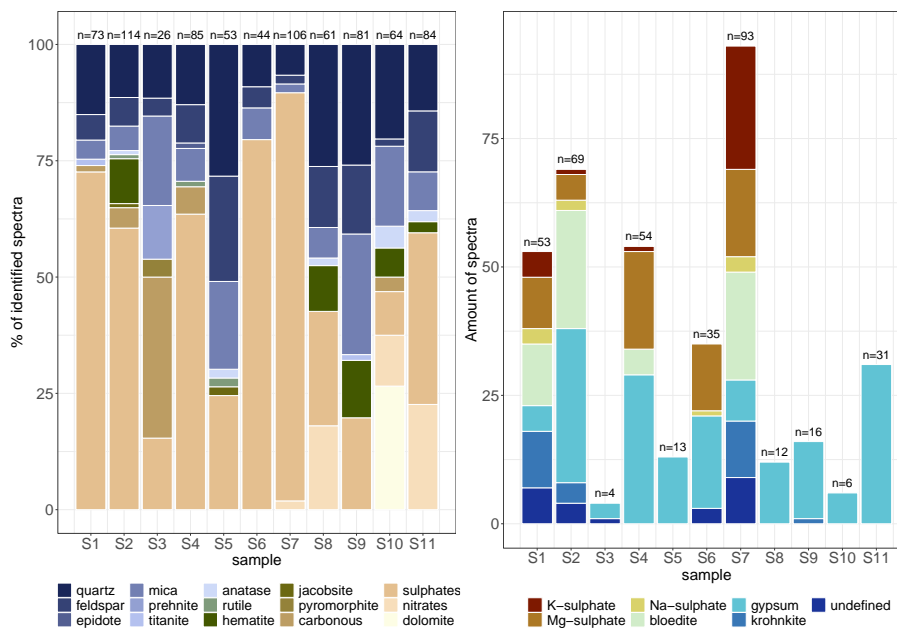 n=73 n=114 n=26 n=85 n=53 n=44 n=106 n=61 n=81 n=64 n=84
100
75
50
25
0
% of identified spectra
S1 S2 S3 S4 S5 S6 S7 S8 S9 S10 S11
sample
quartz mica anatase jacobsite sulphates
feldspar prehnite rutile pyromorphite nitrates
epidote titanite hematite carbonous dolomite
n=93
75
n=69
n=53 n=54
50
n=35
n=31
25
n=16
n=13 n=12
n=4 n=6
0
Amount of spectra
S1 S2 S3 S4 S5 S6 S7 S8 S9 S10 S11
sample
K−sulphate Na−sulphate gypsum undefined
Mg−sulphate bloedite krohnkite